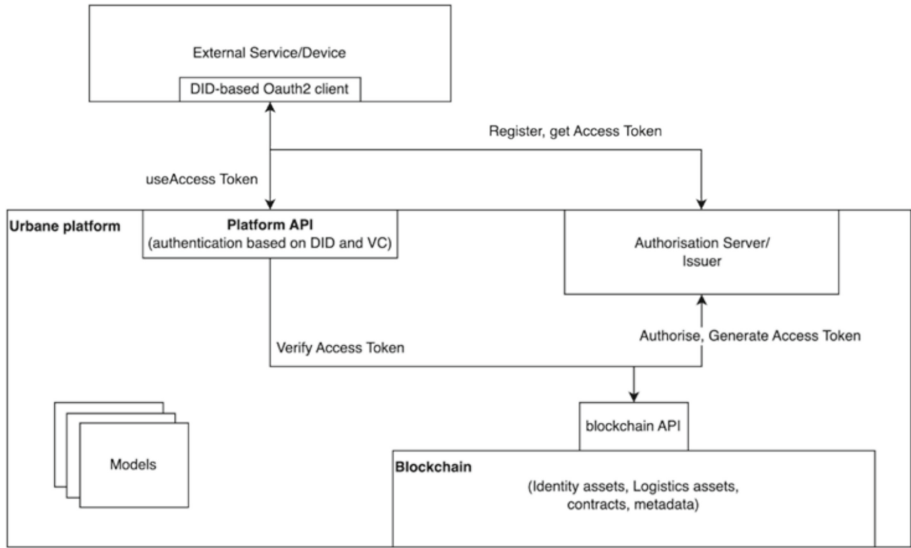 External Service/Device
DID-based Oauth2 client
Register, get Access Token
useAccess Token
Urbane platform
Platform API
(authentication based on DID and VC)
Authorisation Server/
Issuer
Verify Access Token
Authorise, Generate Access Token
blockchain API
Models
Blockchain
(Identity assets, Logistics assets,
contracts, metadata)